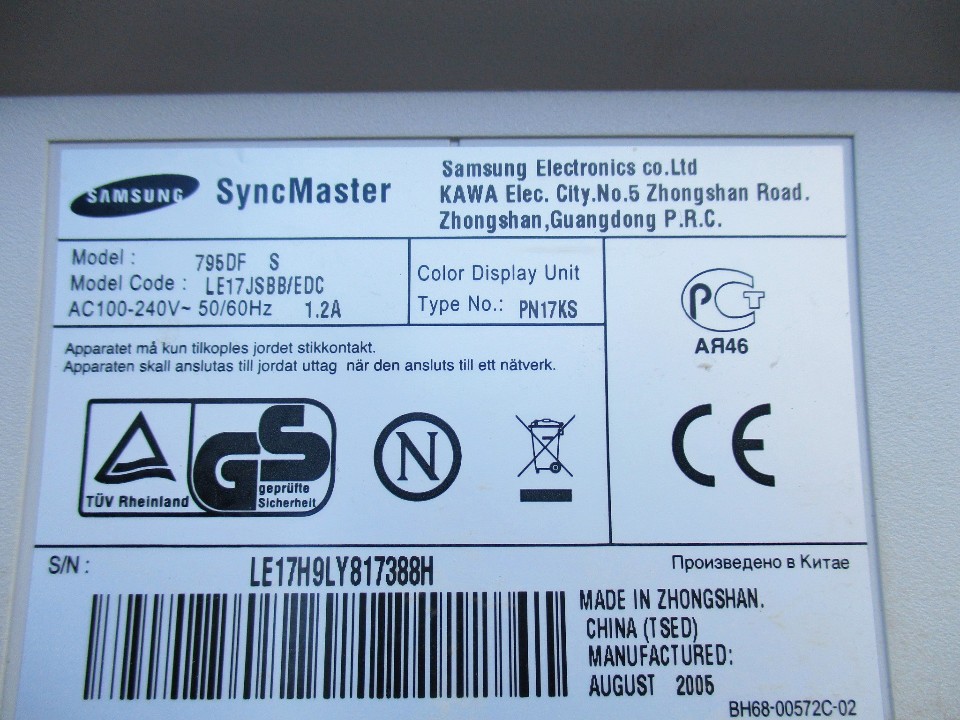 SAMSUNG SyncMaster
Samsung Electronics co.Ltd
KAWA Elec. City.No.5 Zhongshan Road.
Zhongshan,Guangdong P.R.C.
Model : 795DF S
Model Code : LE17JSBB/EDC
AC100-240V~ 50/60Hz 1.2A
Color Display Unit
Type No.: PN17KS
PCT
АЯ46
Apparatet må kun tilkoples jordet stikkontakt.
Apparaten skall anslutas till jordat uttag när den ansluts till ett nätverk.
TÜV Rheinland
GS
geprüfte
Sicherheit
N
CE
S/N : LE17H9LY817388H
Произведено в Китае
MADE IN ZHONGSHAN.
CHINA (TSED)
MANUFACTURED:
AUGUST 2005
BH68-00572C-02